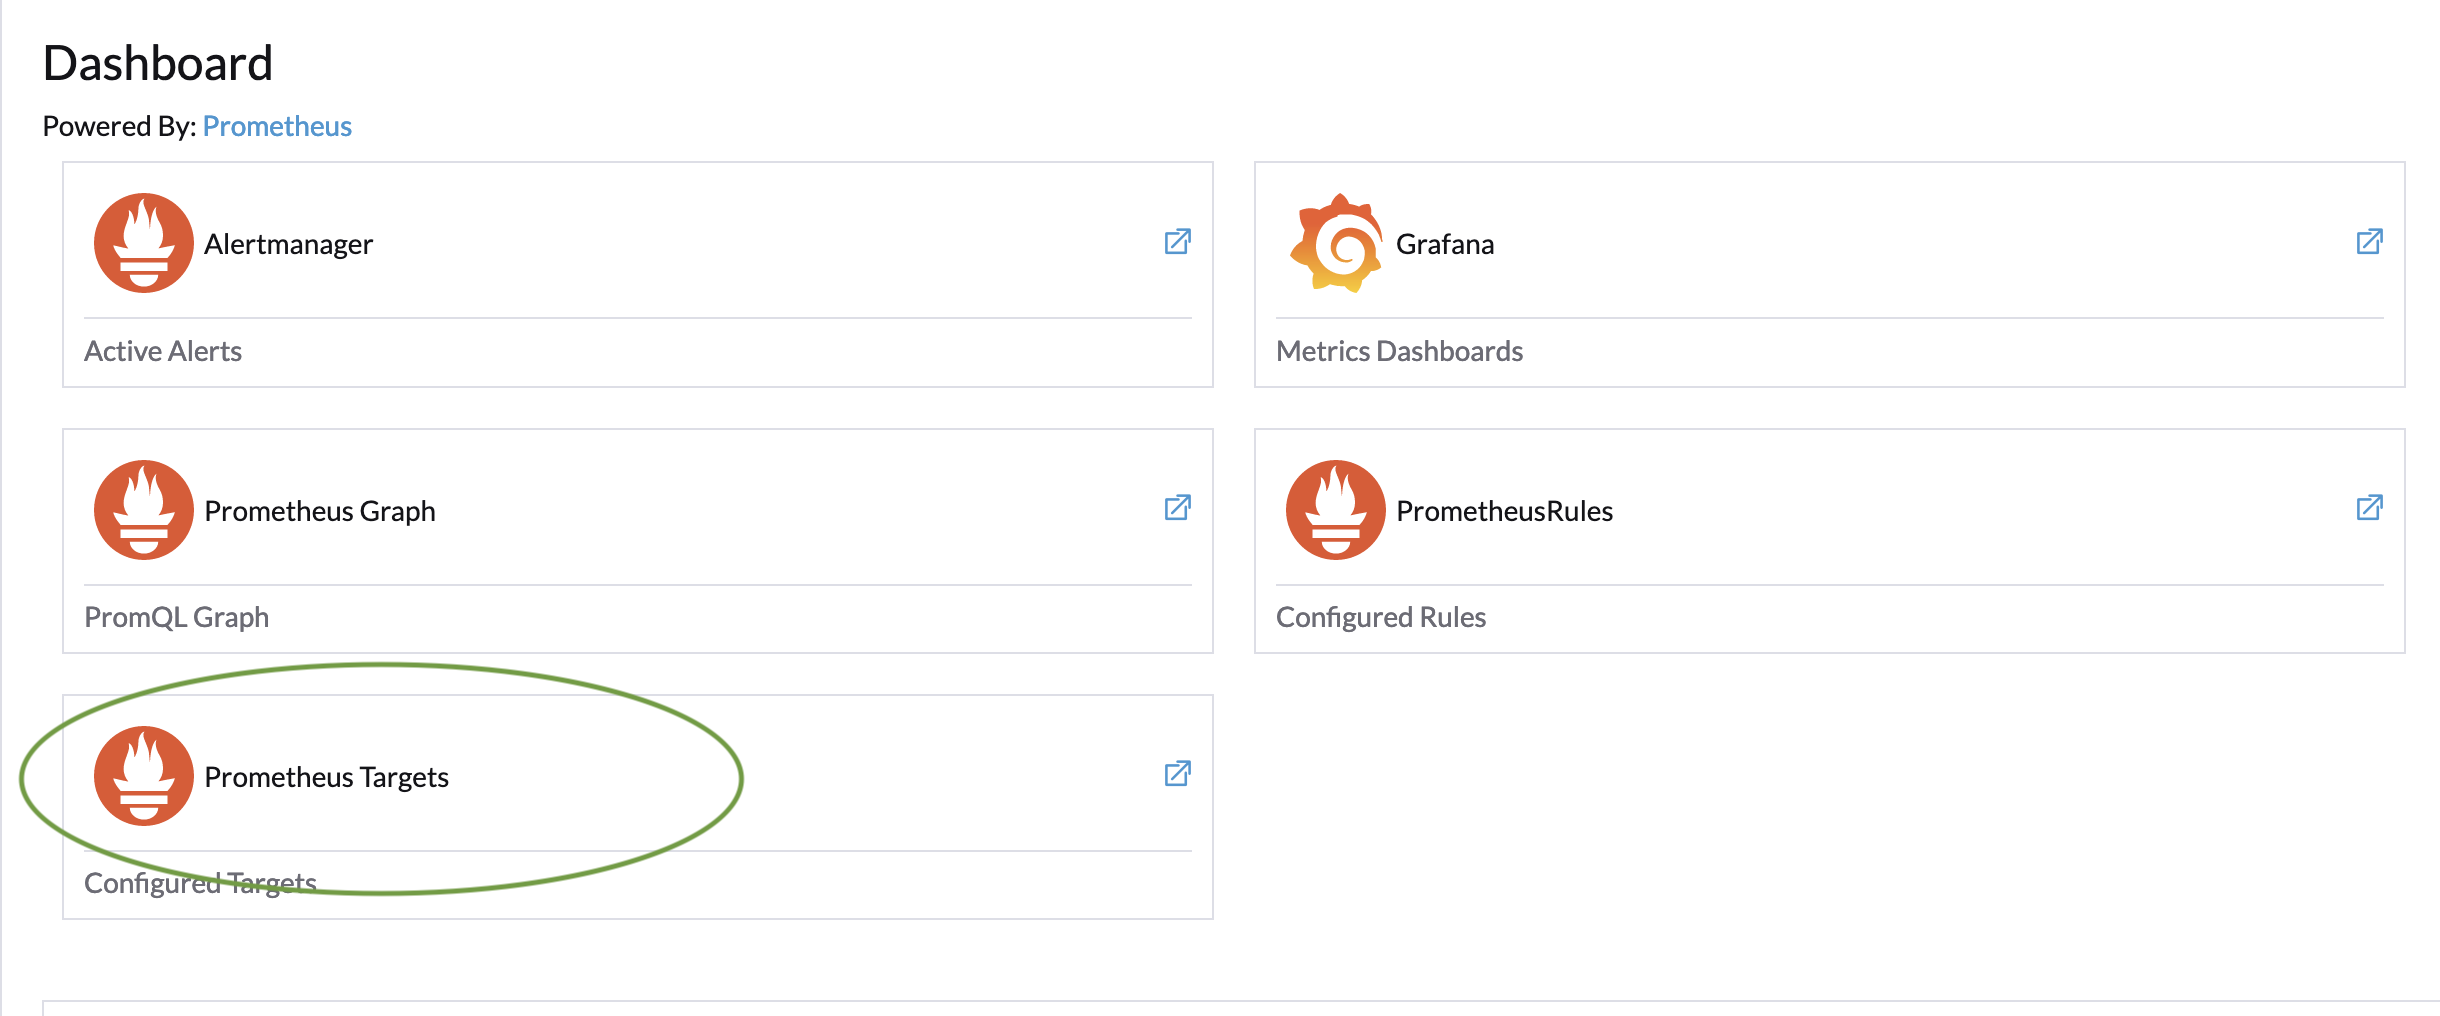 Dashboard
Powered By: Prometheus
Alertmanager
Active Alerts
Grafana
Metrics Dashboards
Prometheus Graph
PromQL Graph
PrometheusRules
Configured Rules
Prometheus Targets
Configured Targets